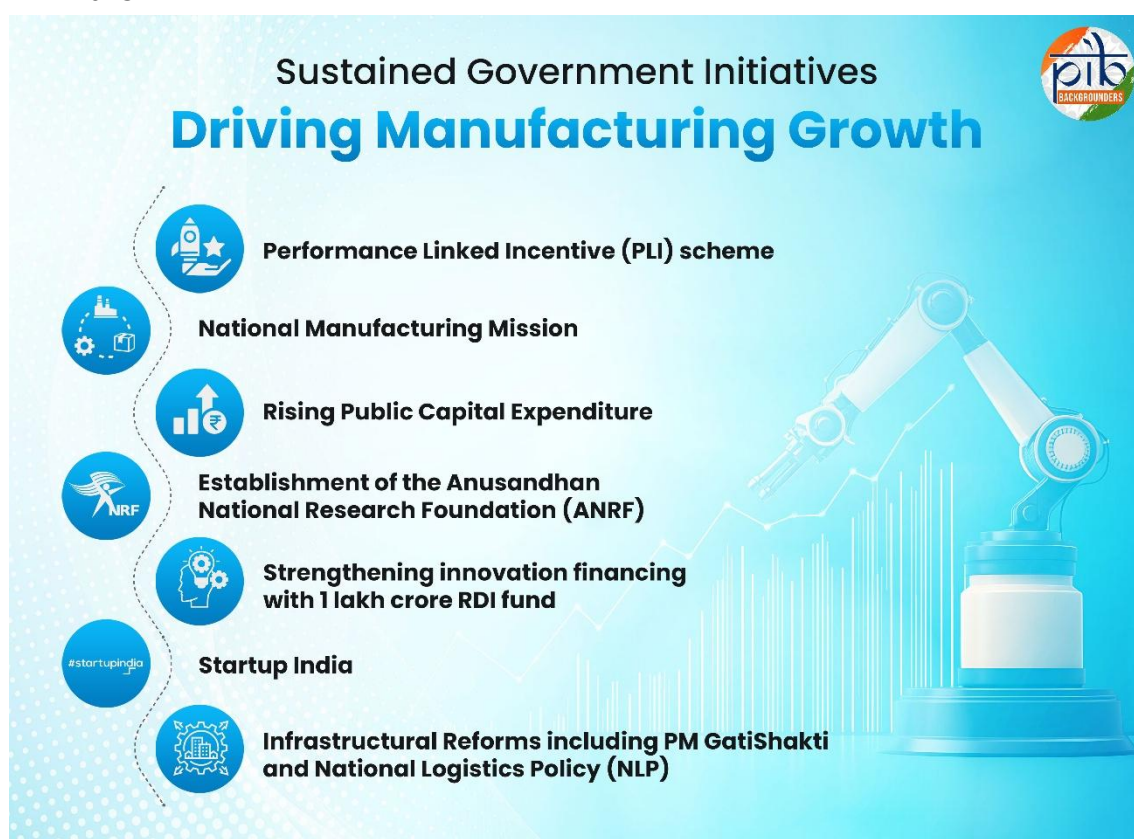 Sustained Government Initiatives
pib
BACKGROUNDERS
Driving Manufacturing Growth
Performance Linked Incentive (PLI) scheme
National Manufacturing Mission
₹
Rising Public Capital Expenditure
NRF
Establishment of the Anusandhan
National Research Foundation (ANRF)
Strengthening innovation financing
with 1 lakh crore RDI fund
#startupindia
Startup India
Infrastructural Reforms including PM GatiShakti
and National Logistics Policy (NLP)